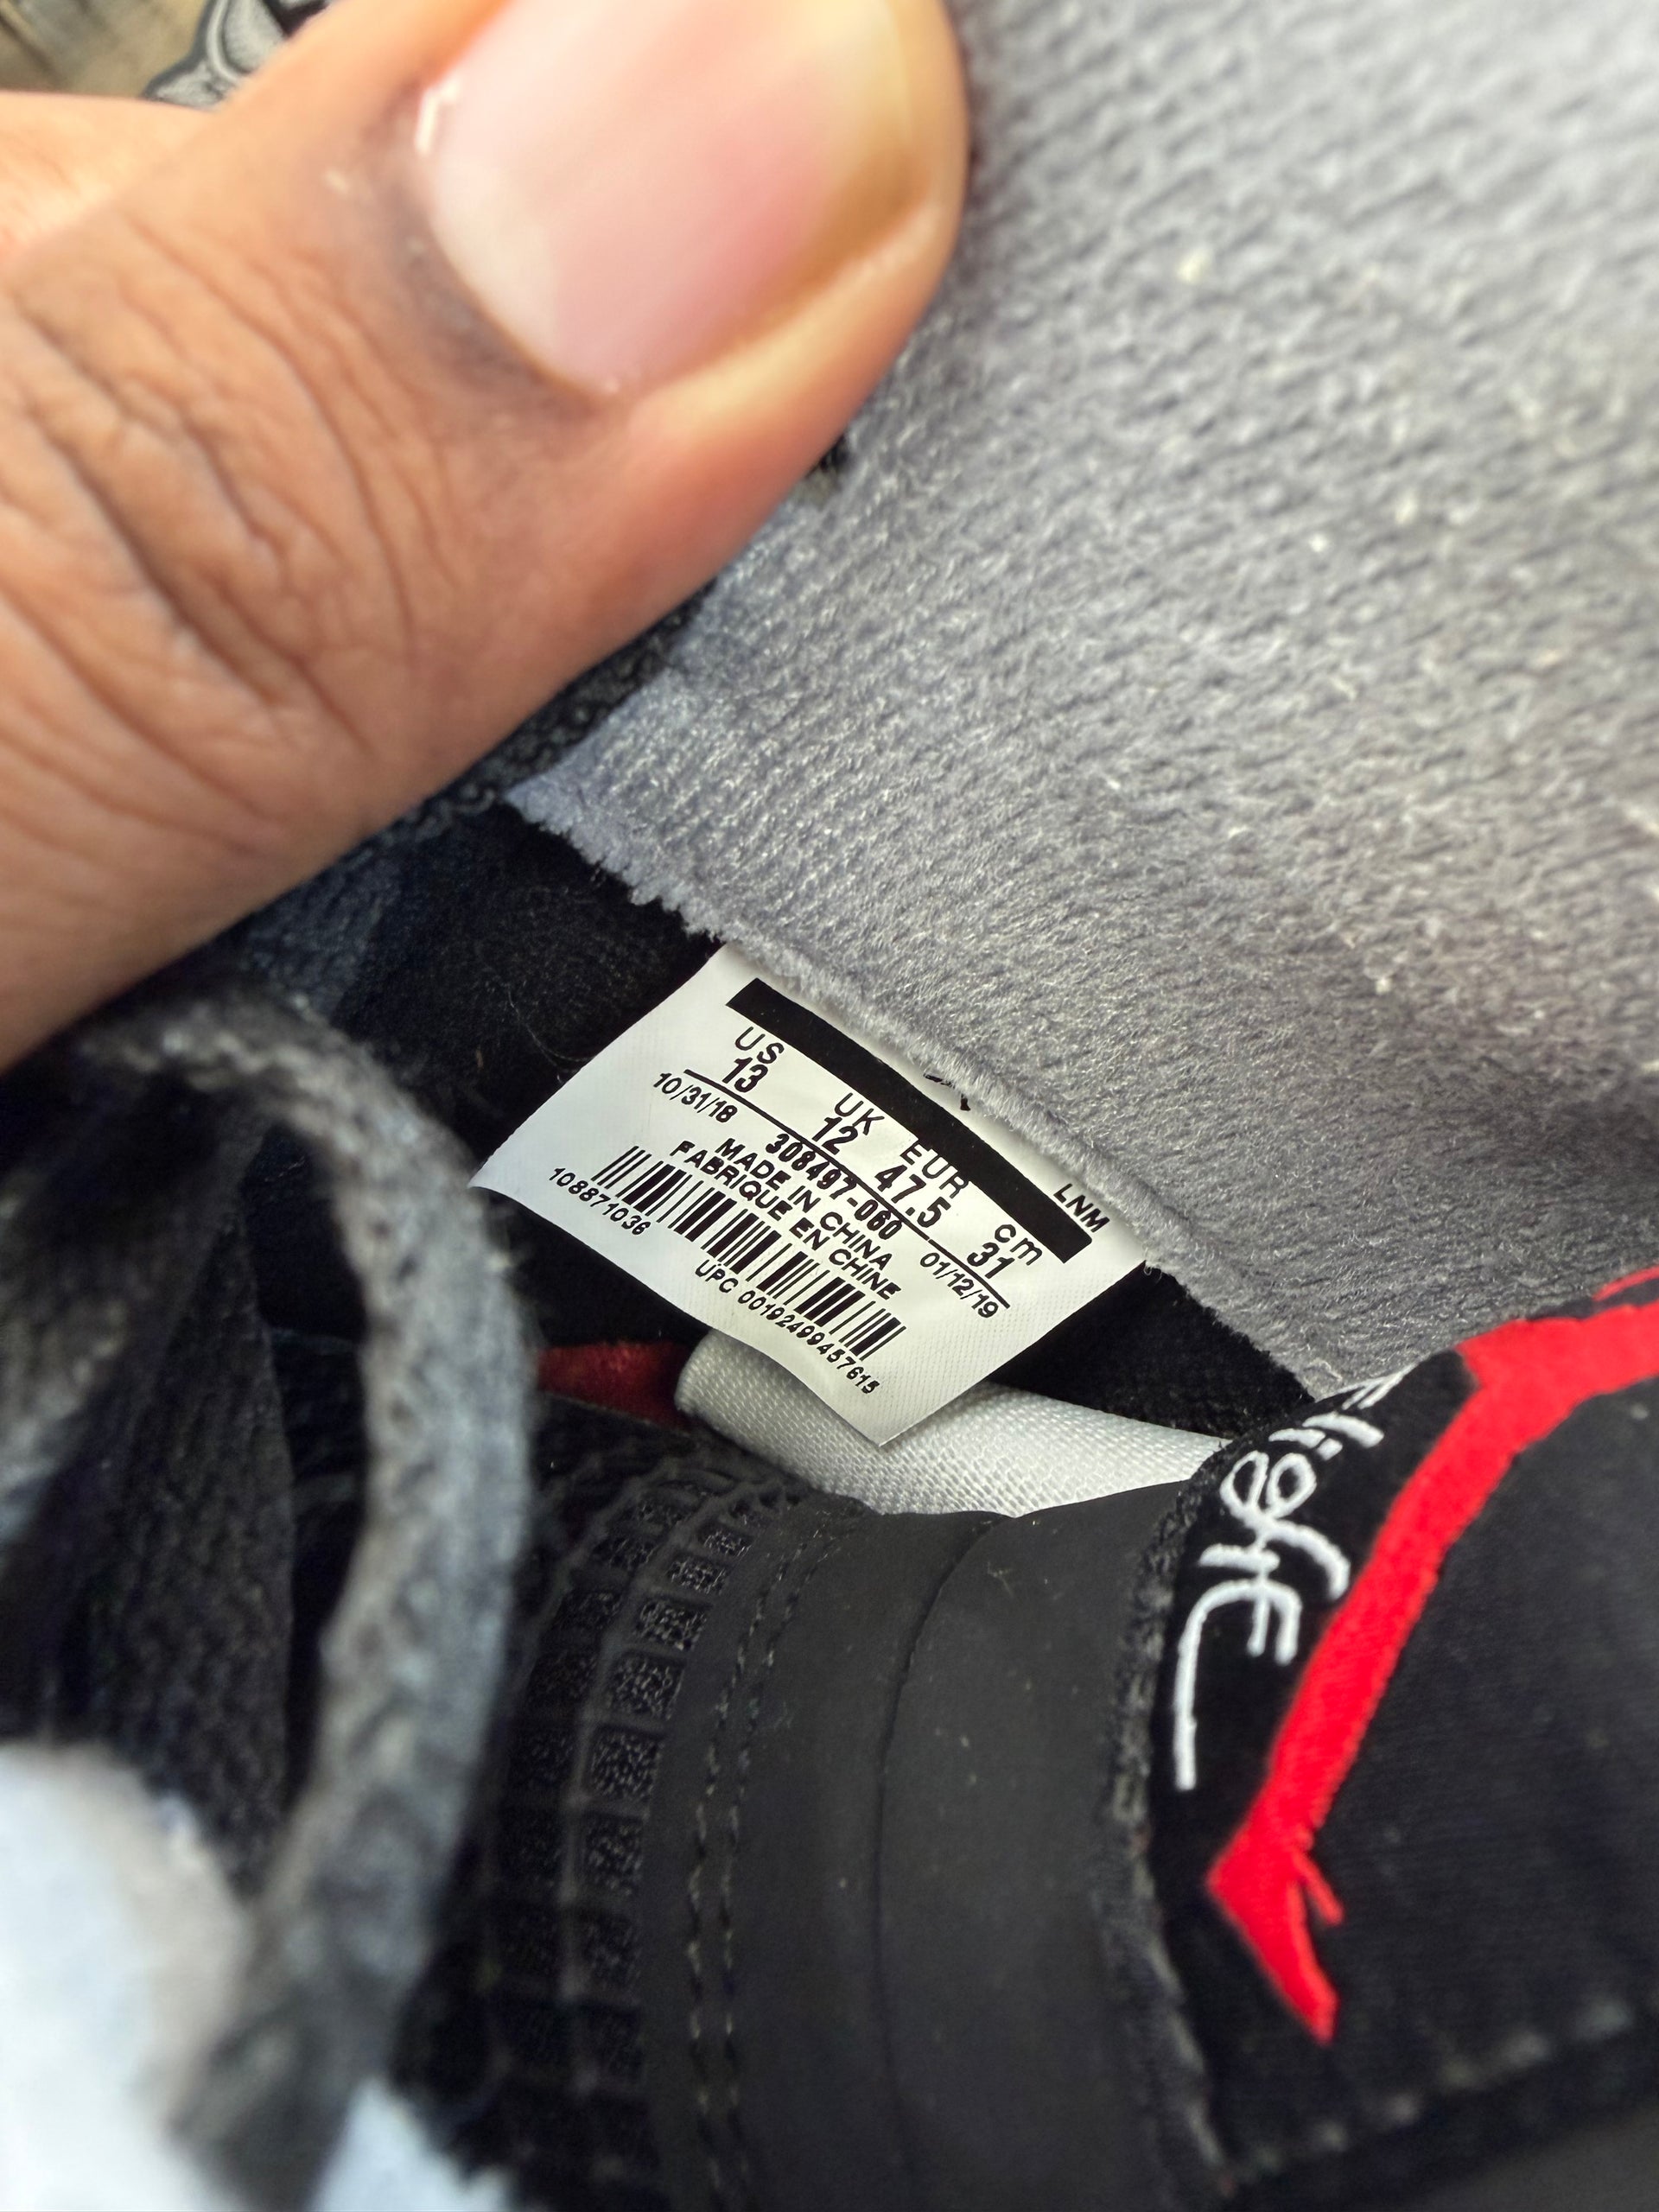 LNM
US UK EUR cm
13 12 47.5 31
10/31/18 308497-060 01/12/19
MADE IN CHINA
FABRIQUE EN CHINE
108871036
UPC 00192499457615
Flight